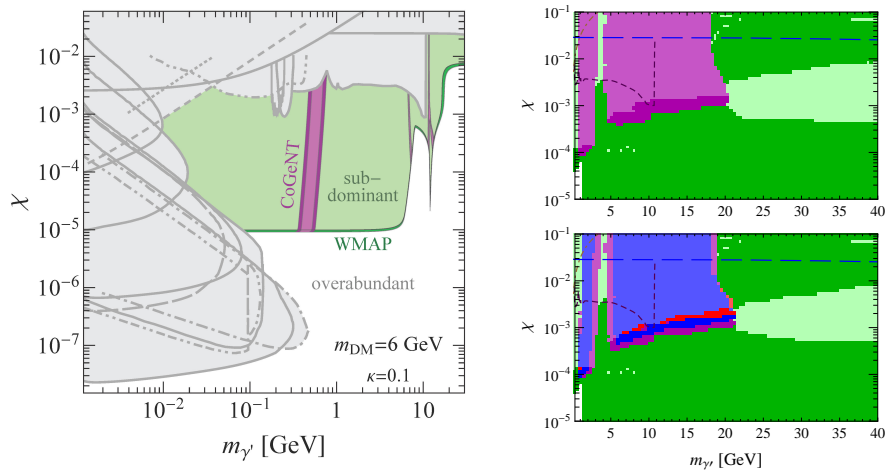 10⁻²
10⁻³
10⁻⁴
10⁻⁵
10⁻⁶
10⁻⁷
χ
CoGeNT
sub-
dominant
WMAP
overabundant
m_DM=6 GeV
κ=0.1
10⁻² 10⁻¹ 1 10
m_γ′ [GeV]
10⁻¹
10⁻²
10⁻³
10⁻⁴
10⁻⁵
χ
5 10 15 20 25 30 35 40
10⁻¹
10⁻²
10⁻³
10⁻⁴
10⁻⁵
χ
5 10 15 20 25 30 35 40
m_γ′ [GeV]